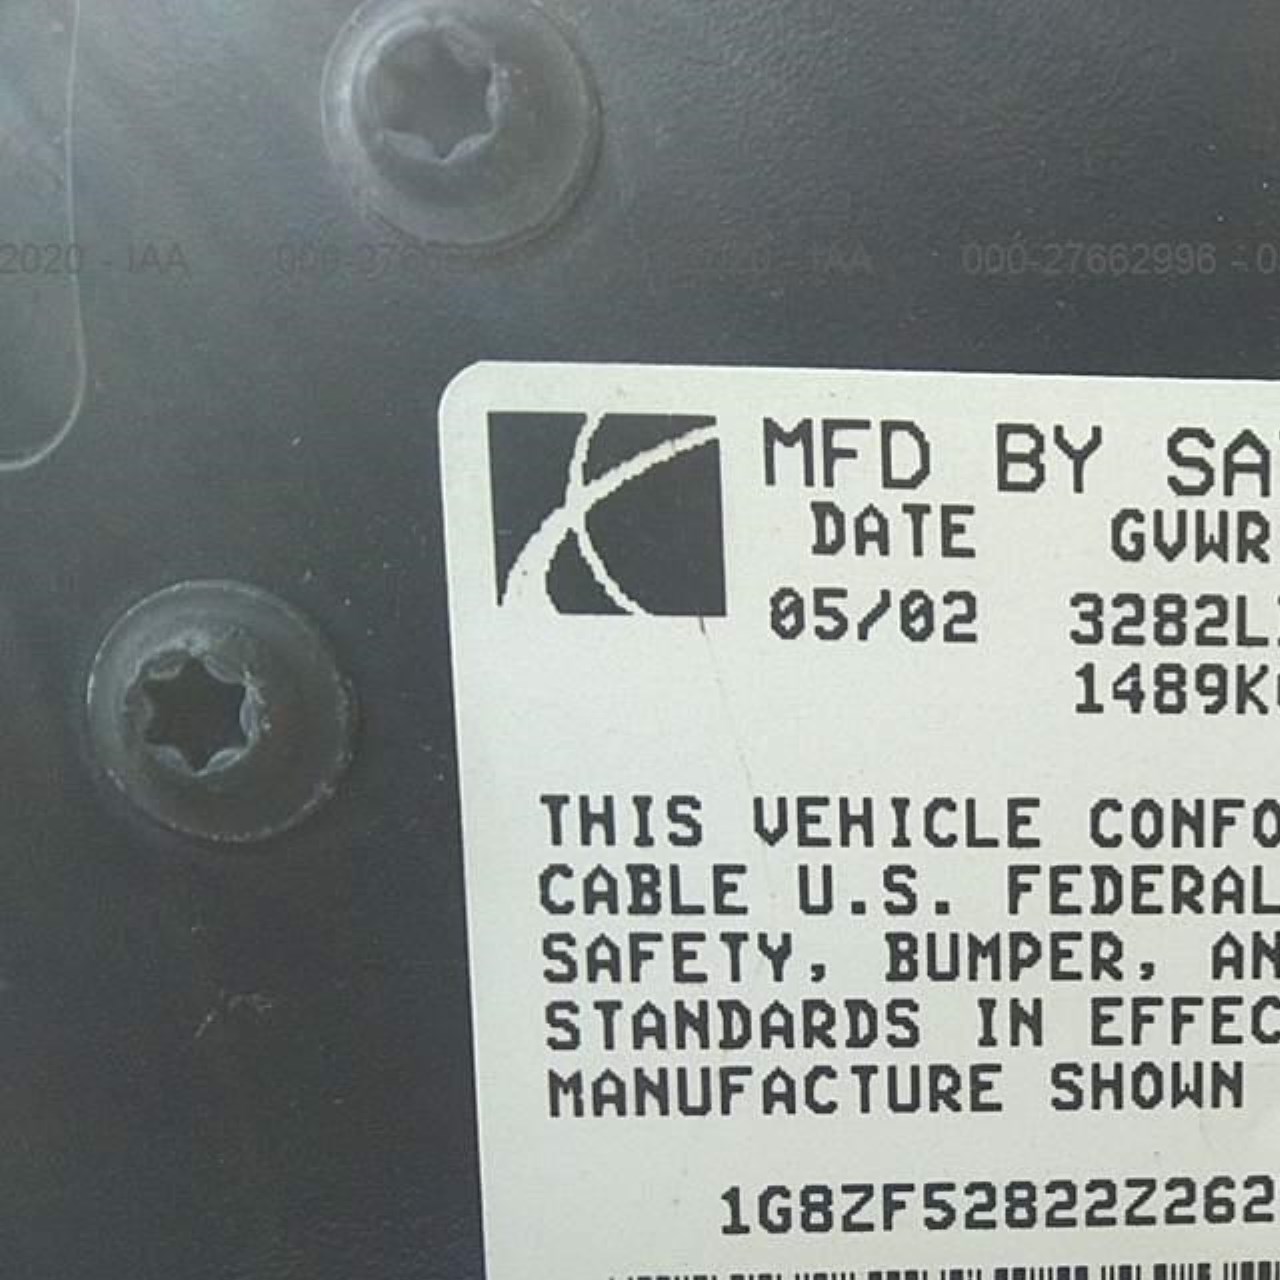 2020 - IAA 000-27662996 - 0
MFD BY SA
DATE GVWR
05/02 3282L
1489K
THIS VEHICLE CONFO
CABLE U.S. FEDERAL
SAFETY, BUMPER, AN
STANDARDS IN EFFEC
MANUFACTURE SHOWN
1G8ZF52822Z262